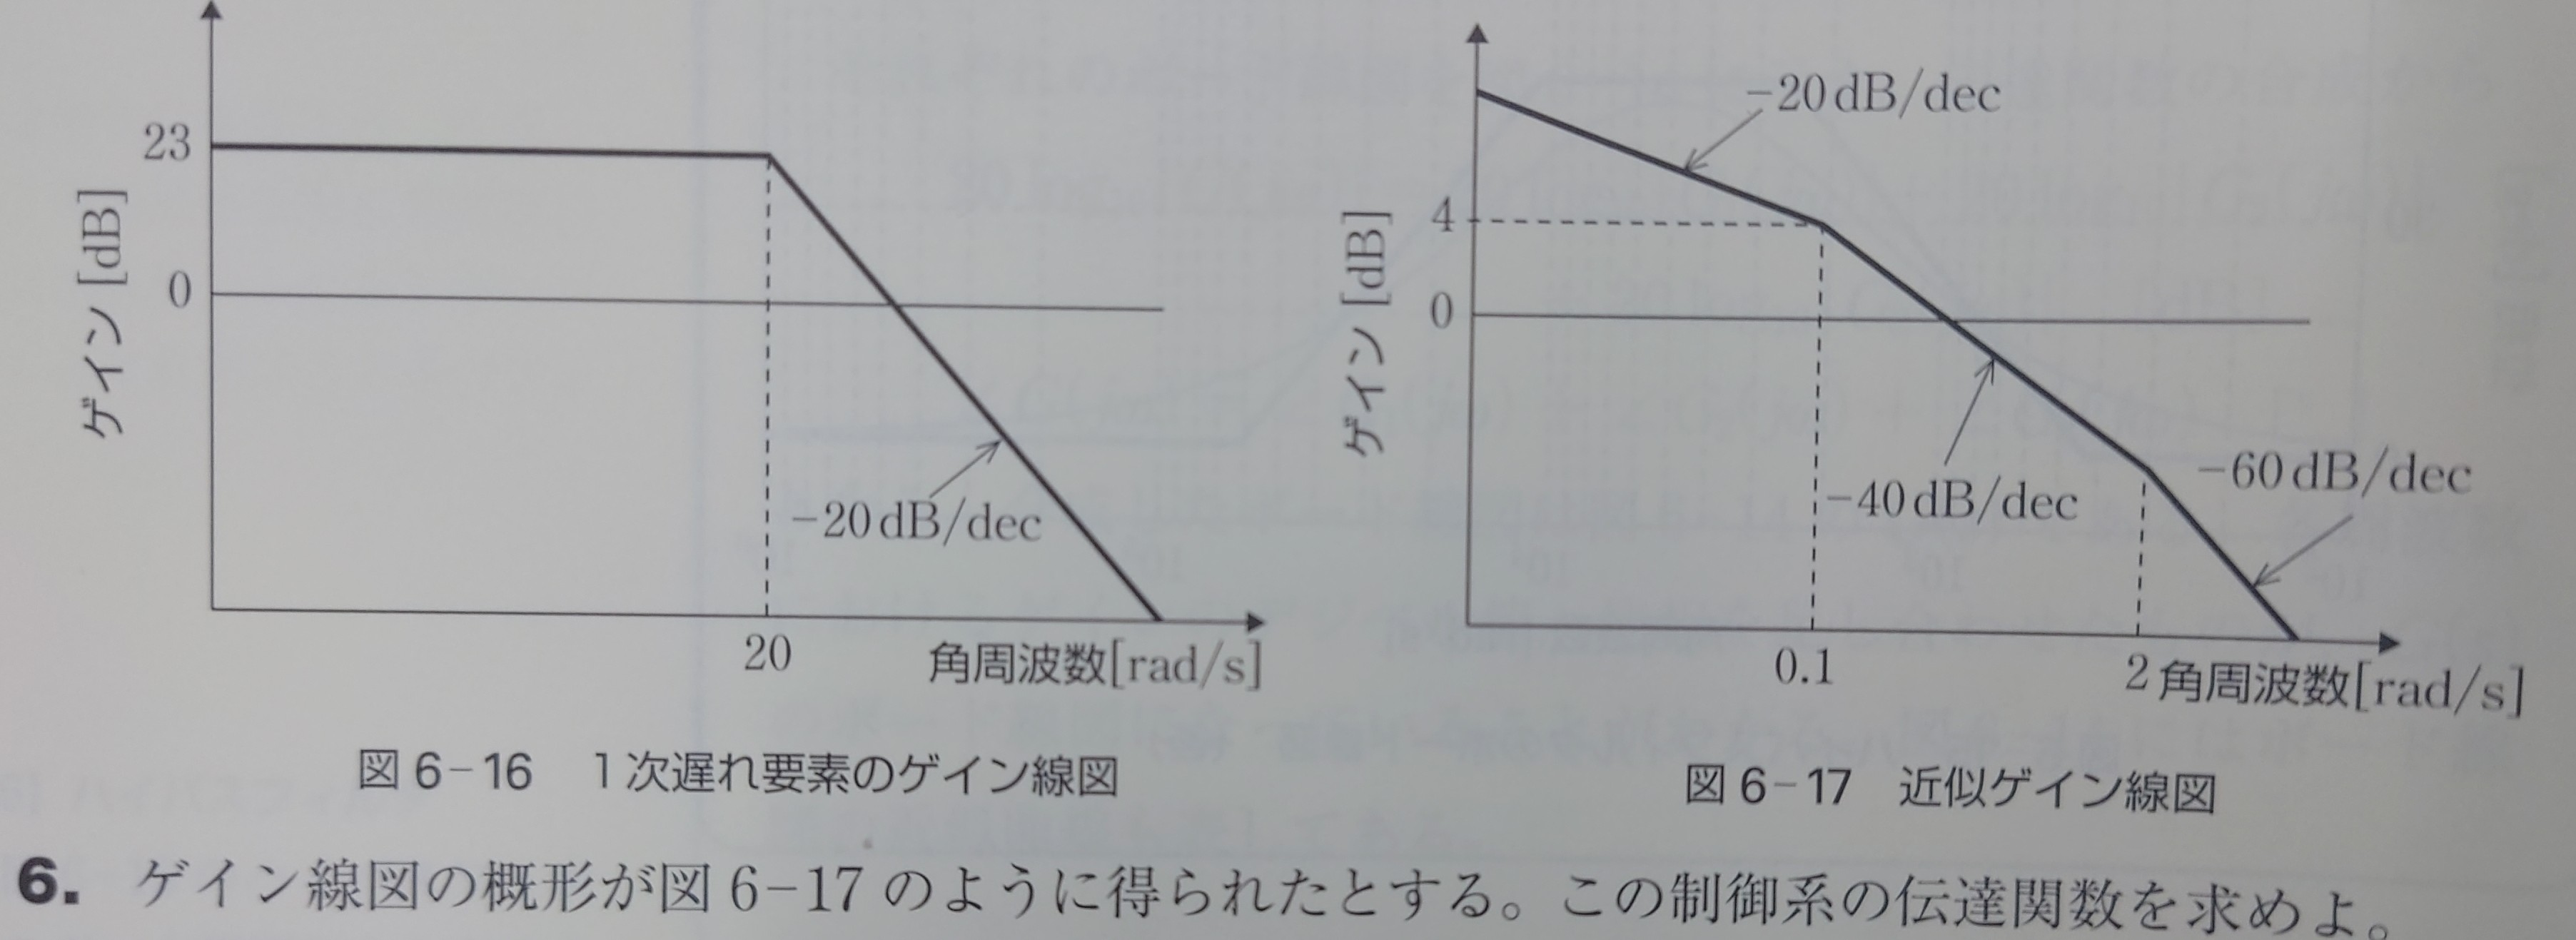 23
0
ゲイン [dB]
-20 dB/dec
20
角周波数[rad/s]
図 6-16　1次遅れ要素のゲイン線図
-20 dB/dec
4
0
ゲイン [dB]
-40 dB/dec
-60 dB/dec
0.1
2
角周波数[rad/s]
図 6-17　近似ゲイン線図
6. ゲイン線図の概形が図 6-17 のように得られたとする。この制御系の伝達関数を求めよ。